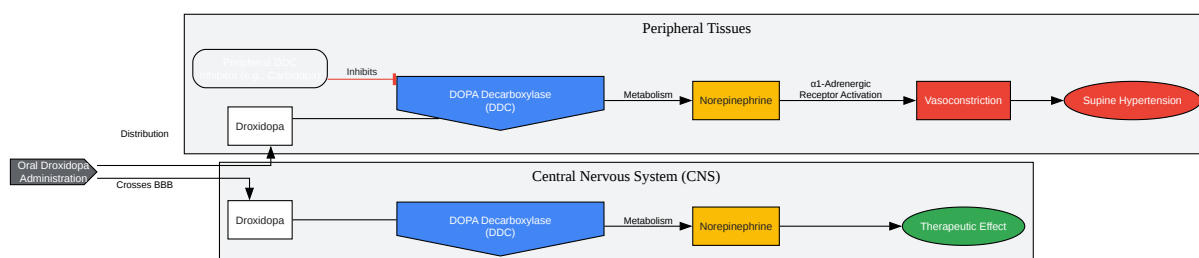 Peripheral Tissues
Peripheral DDC
Inhibitor (e.g., Carbidopa)
Inhibits
DOPA Decarboxylase
(DDC)
Metabolism
Norepinephrine
α1-Adrenergic
Receptor Activation
Vasoconstriction
Supine Hypertension
Droxidopa
Distribution
Oral Droxidopa
Administration
Crosses BBB
Central Nervous System (CNS)
Droxidopa
DOPA Decarboxylase
(DDC)
Metabolism
Norepinephrine
Therapeutic Effect